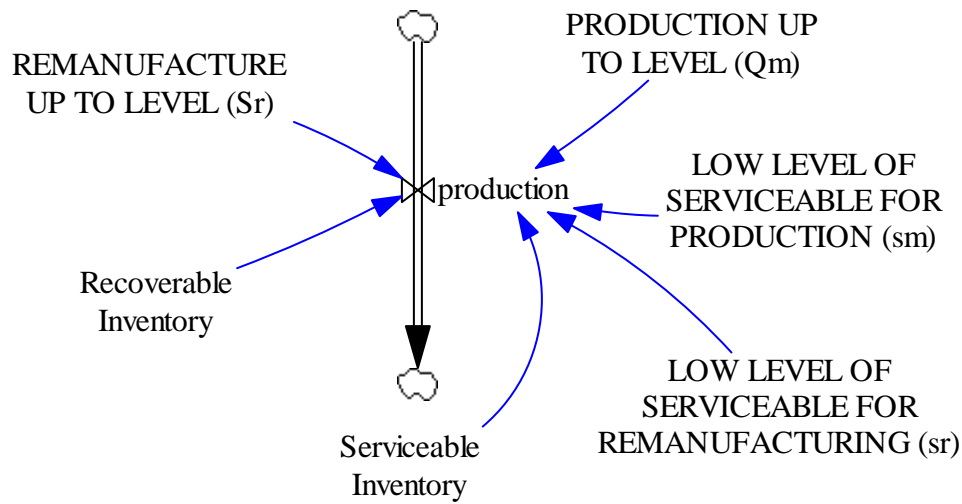 REMANUFACTURE
UP TO LEVEL (Sr)
PRODUCTION UP
TO LEVEL (Qm)
production
LOW LEVEL OF
SERVICEABLE FOR
PRODUCTION (sm)
Recoverable
Inventory
LOW LEVEL OF
SERVICEABLE FOR
REMANUFACTURING (sr)
Serviceable
Inventory